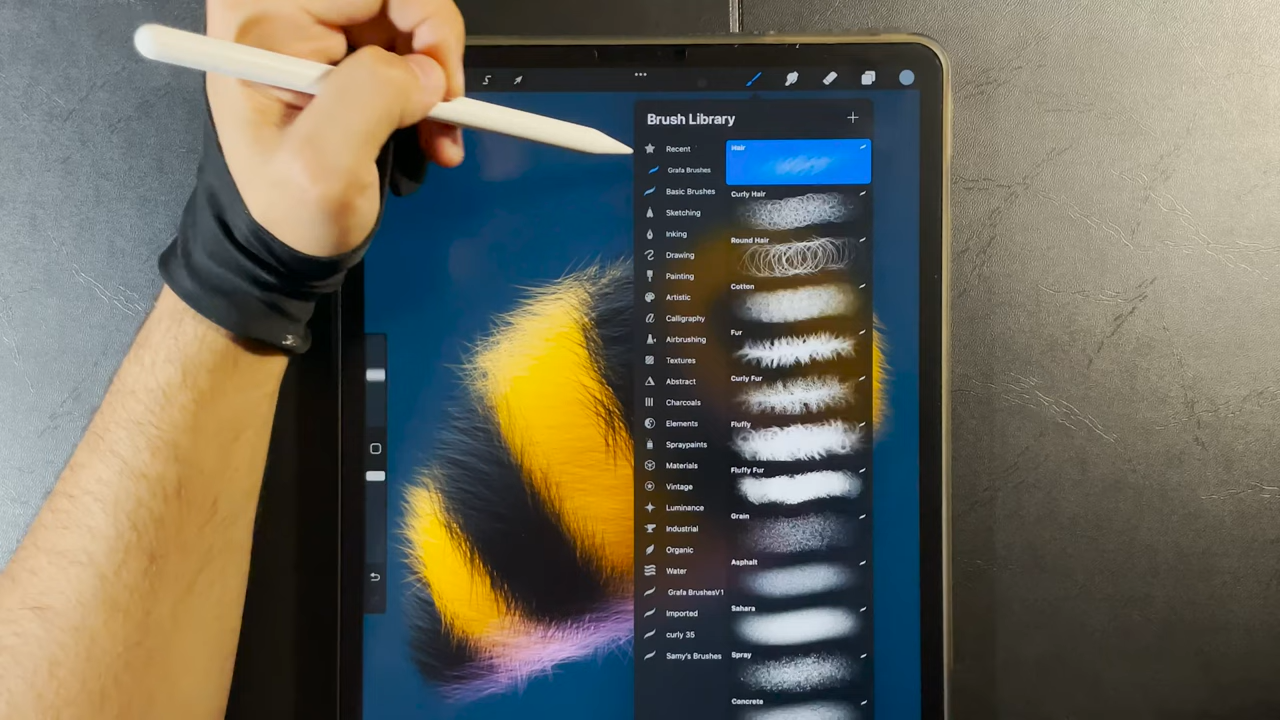 Brush Library
Recent
Grafa Brushes
Basic Brushes
Sketching
Inking
Drawing
Painting
Artistic
Calligraphy
Airbrushing
Textures
Abstract
Charcoals
Elements
Spraypaints
Materials
Vintage
Luminance
Industrial
Organic
Water
Grafa BrushesV1
Imported
curly 35
Samy's Brushes
Hair
Curly Hair
Round Hair
Cotton
Fur
Curly Fur
Fluffy
Fluffy Fur
Grain
Asphalt
Sahara
Spray
Concrete